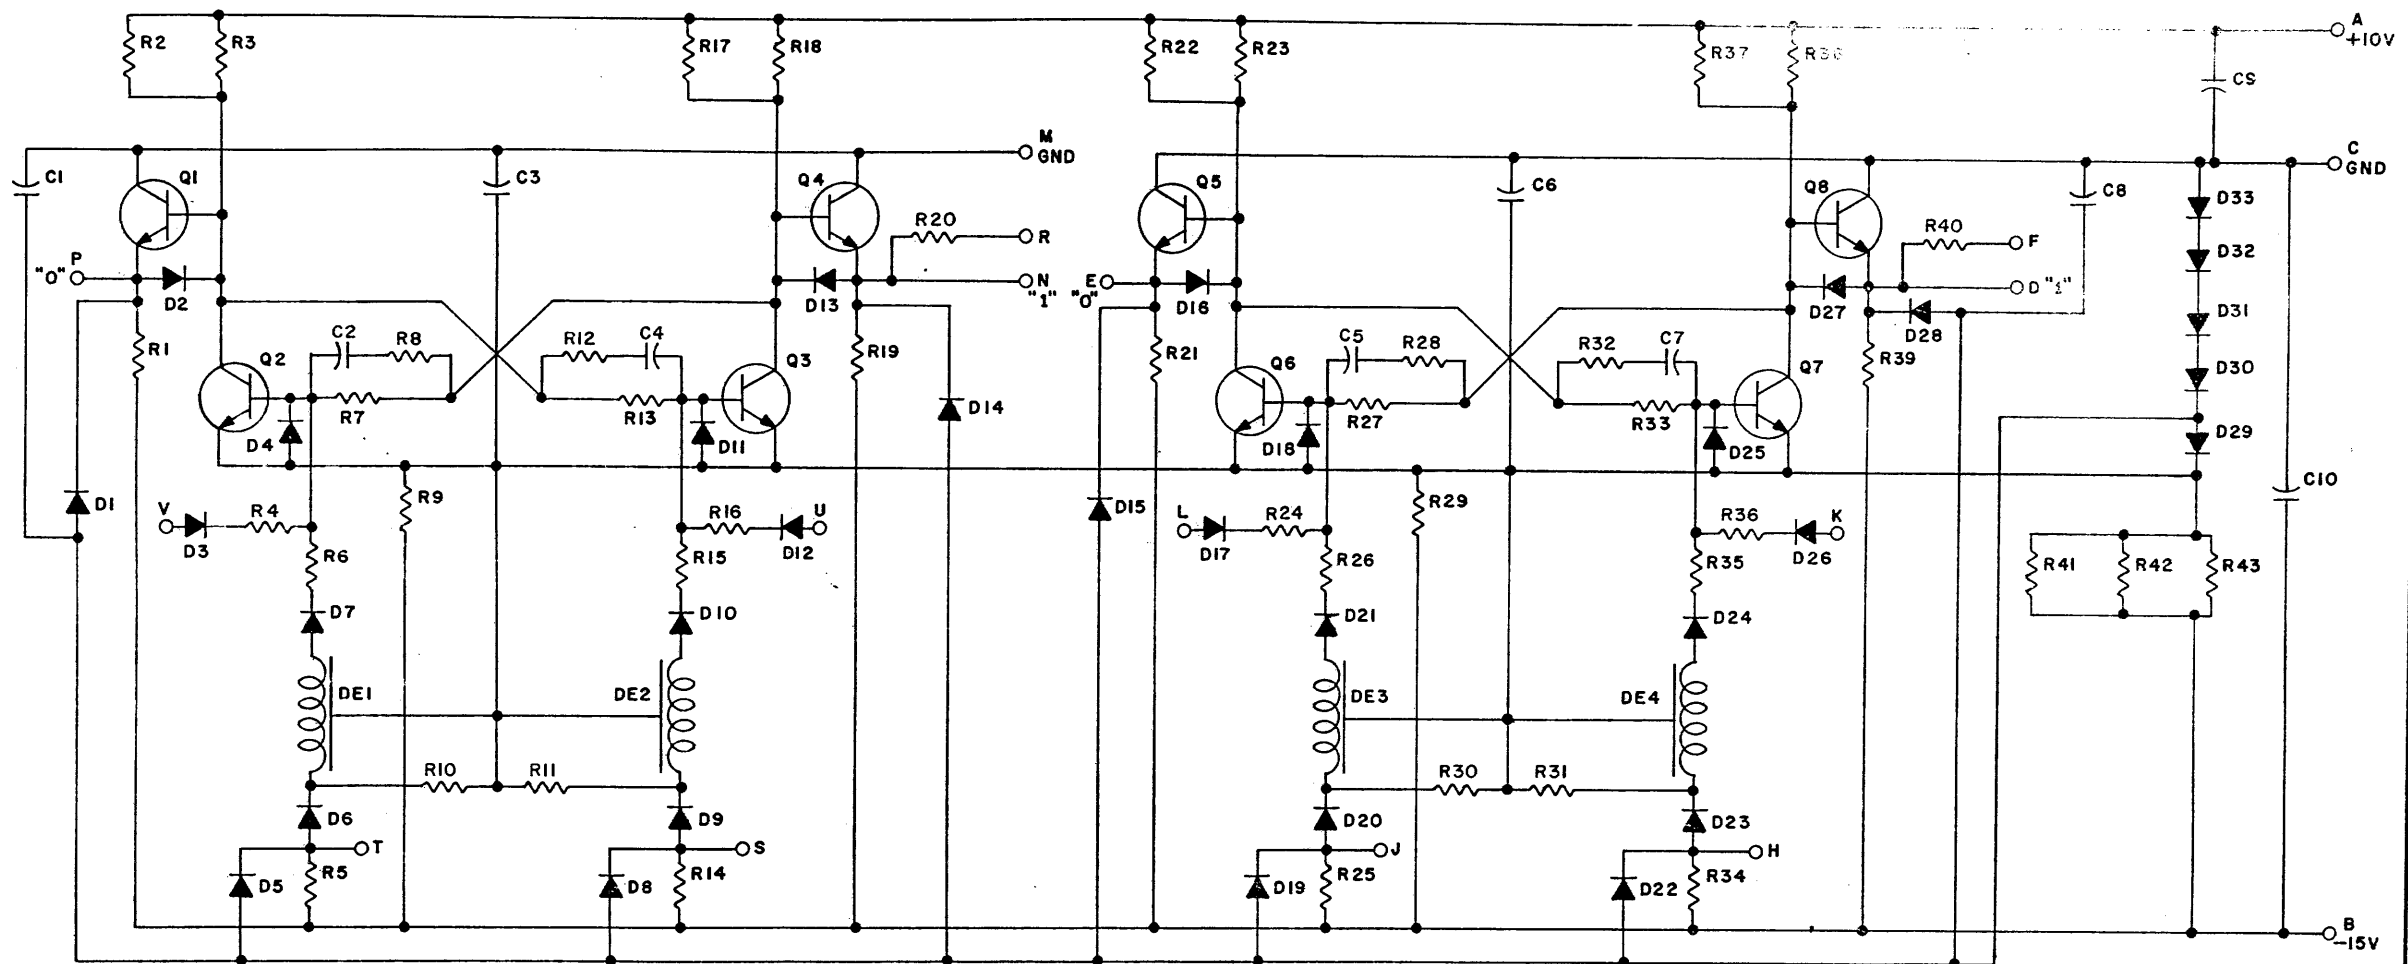 R2 R3 R17 R18 R22 R23 R37 R38 A
+10V
CS
M
GND
C
GND
C1 Q1 C3 Q4 Q5 C6 Q8 C8 D33
R20 R R40 F D32
P
"0"
D2 D13 N
"1"
E
"0"
D16 D27 D "1"
D28 D31
R1 Q2 C2 R8 R12 C4 Q3 R19 R21 Q6 C5 R28 R32 C7 Q7 R39 D30
R7 R13 D14 R27 R33
D4 D11 D18 D25 D29
D1 R9 D15 R29 C10
V D3 R4 R16 D12 U L D17 R24 R36 D26 K
R6 R15 R26 R35 R41 R42 R43
D7 D10 D21 D24
DE1 DE2 DE3 DE4
R10 R11 R30 R31
D6 D9 D20 D23
T S J H
D5 R5 D8 R14 D19 R25 D22 R34
B
-15V